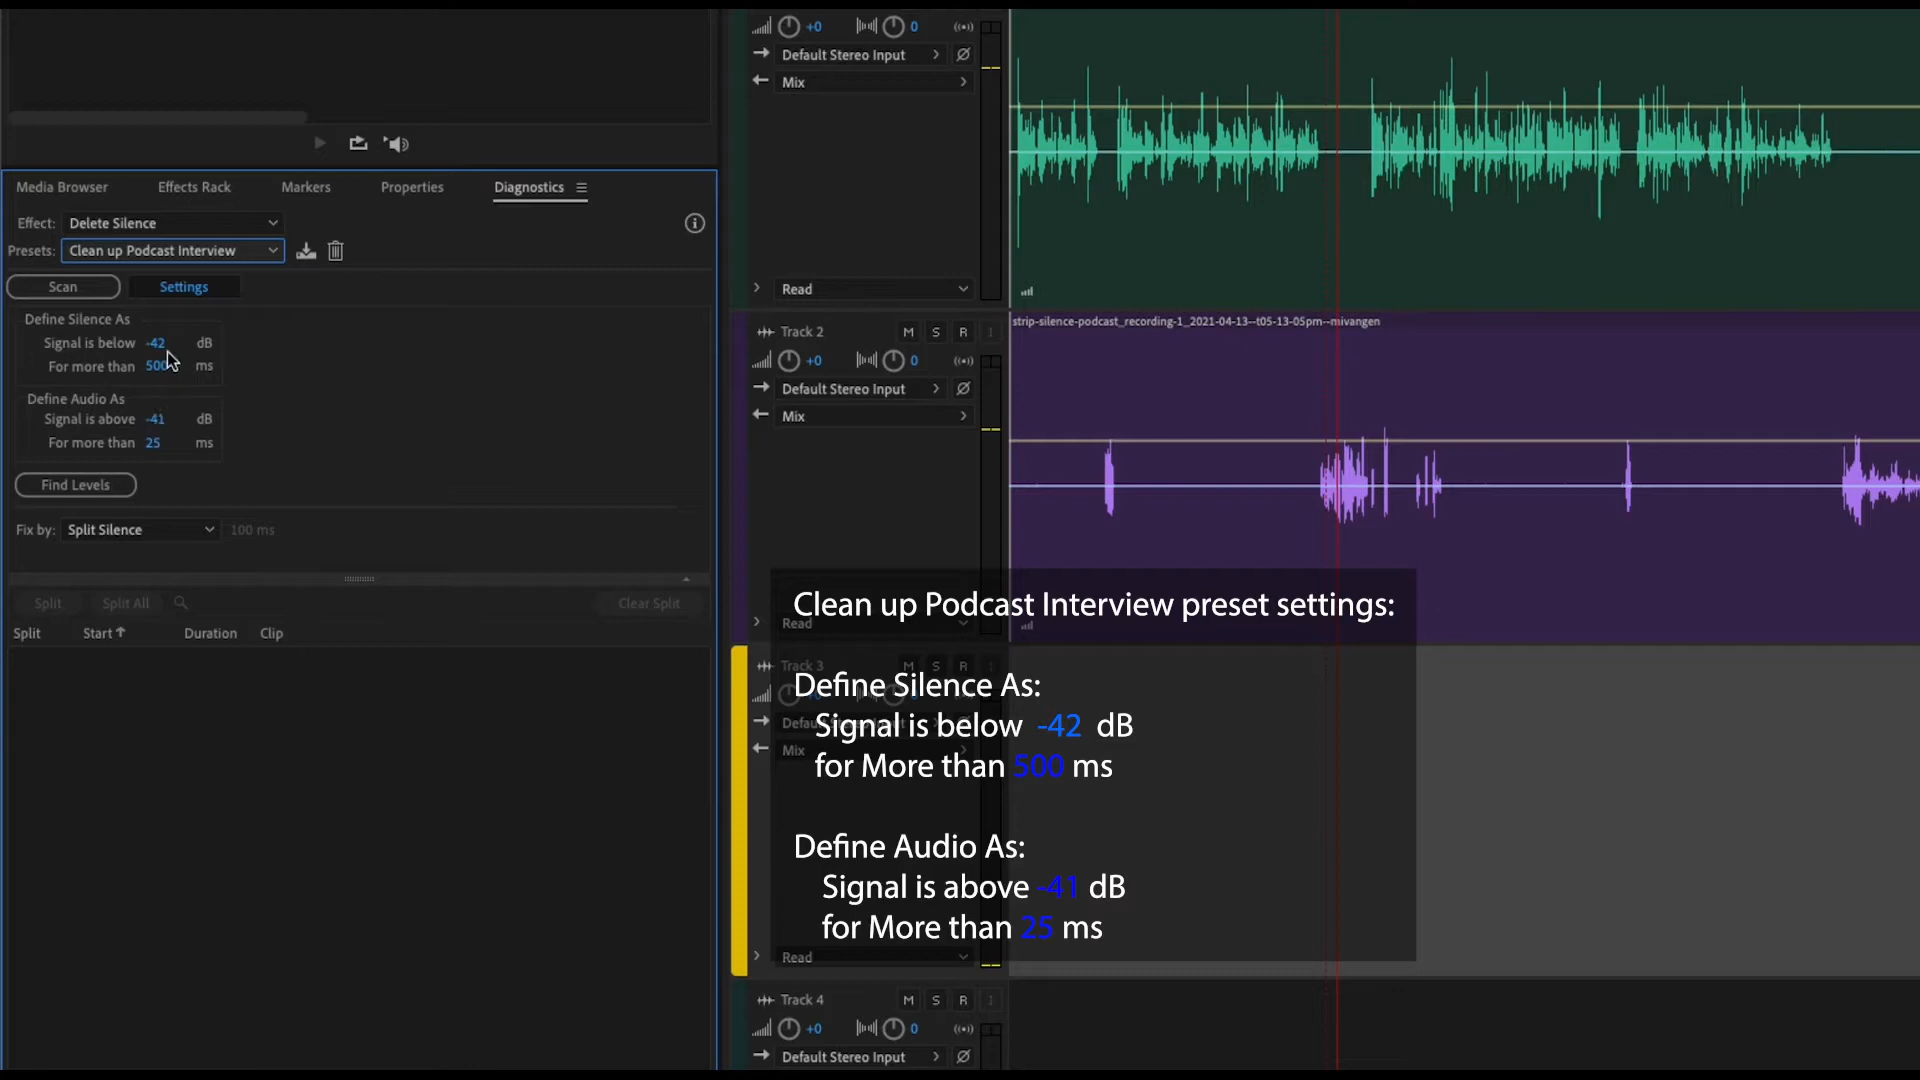 +0 0
Default Stereo Input
Mix
Read
Media Browser Effects Rack Markers Properties Diagnostics
Effect: Delete Silence
Presets: Clean up Podcast Interview
Scan Settings
Define Silence As
Signal is below -42 dB
For more than 500 ms
Define Audio As
Signal is above -41 dB
For more than 25 ms
Find Levels
Fix by: Split Silence 100 ms
Split Split All Clear Split
Split Start Duration Clip
strip-silence-podcast_recording-1_2021-04-13--t05-13-05pm--mivangen
Track 2 M S R I
+0 0
Default Stereo Input
Mix
Read
Track 3 M S R
Mix
Read
Clean up Podcast Interview preset settings:
Define Silence As:
Signal is below -42 dB
for More than 500 ms
Define Audio As:
Signal is above -41 dB
for More than 25 ms
Track 4 M S R I
+0 0
Default Stereo Input